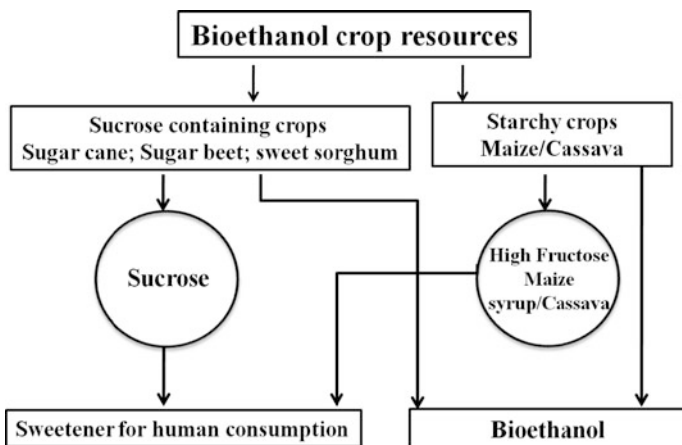 Bioethanol crop resources
Sucrose containing crops
Sugar cane; Sugar beet; sweet sorghum
Starchy crops
Maize/Cassava
Sucrose
High Fructose
Maize
syrup/Cassava
Sweetener for human consumption
Bioethanol